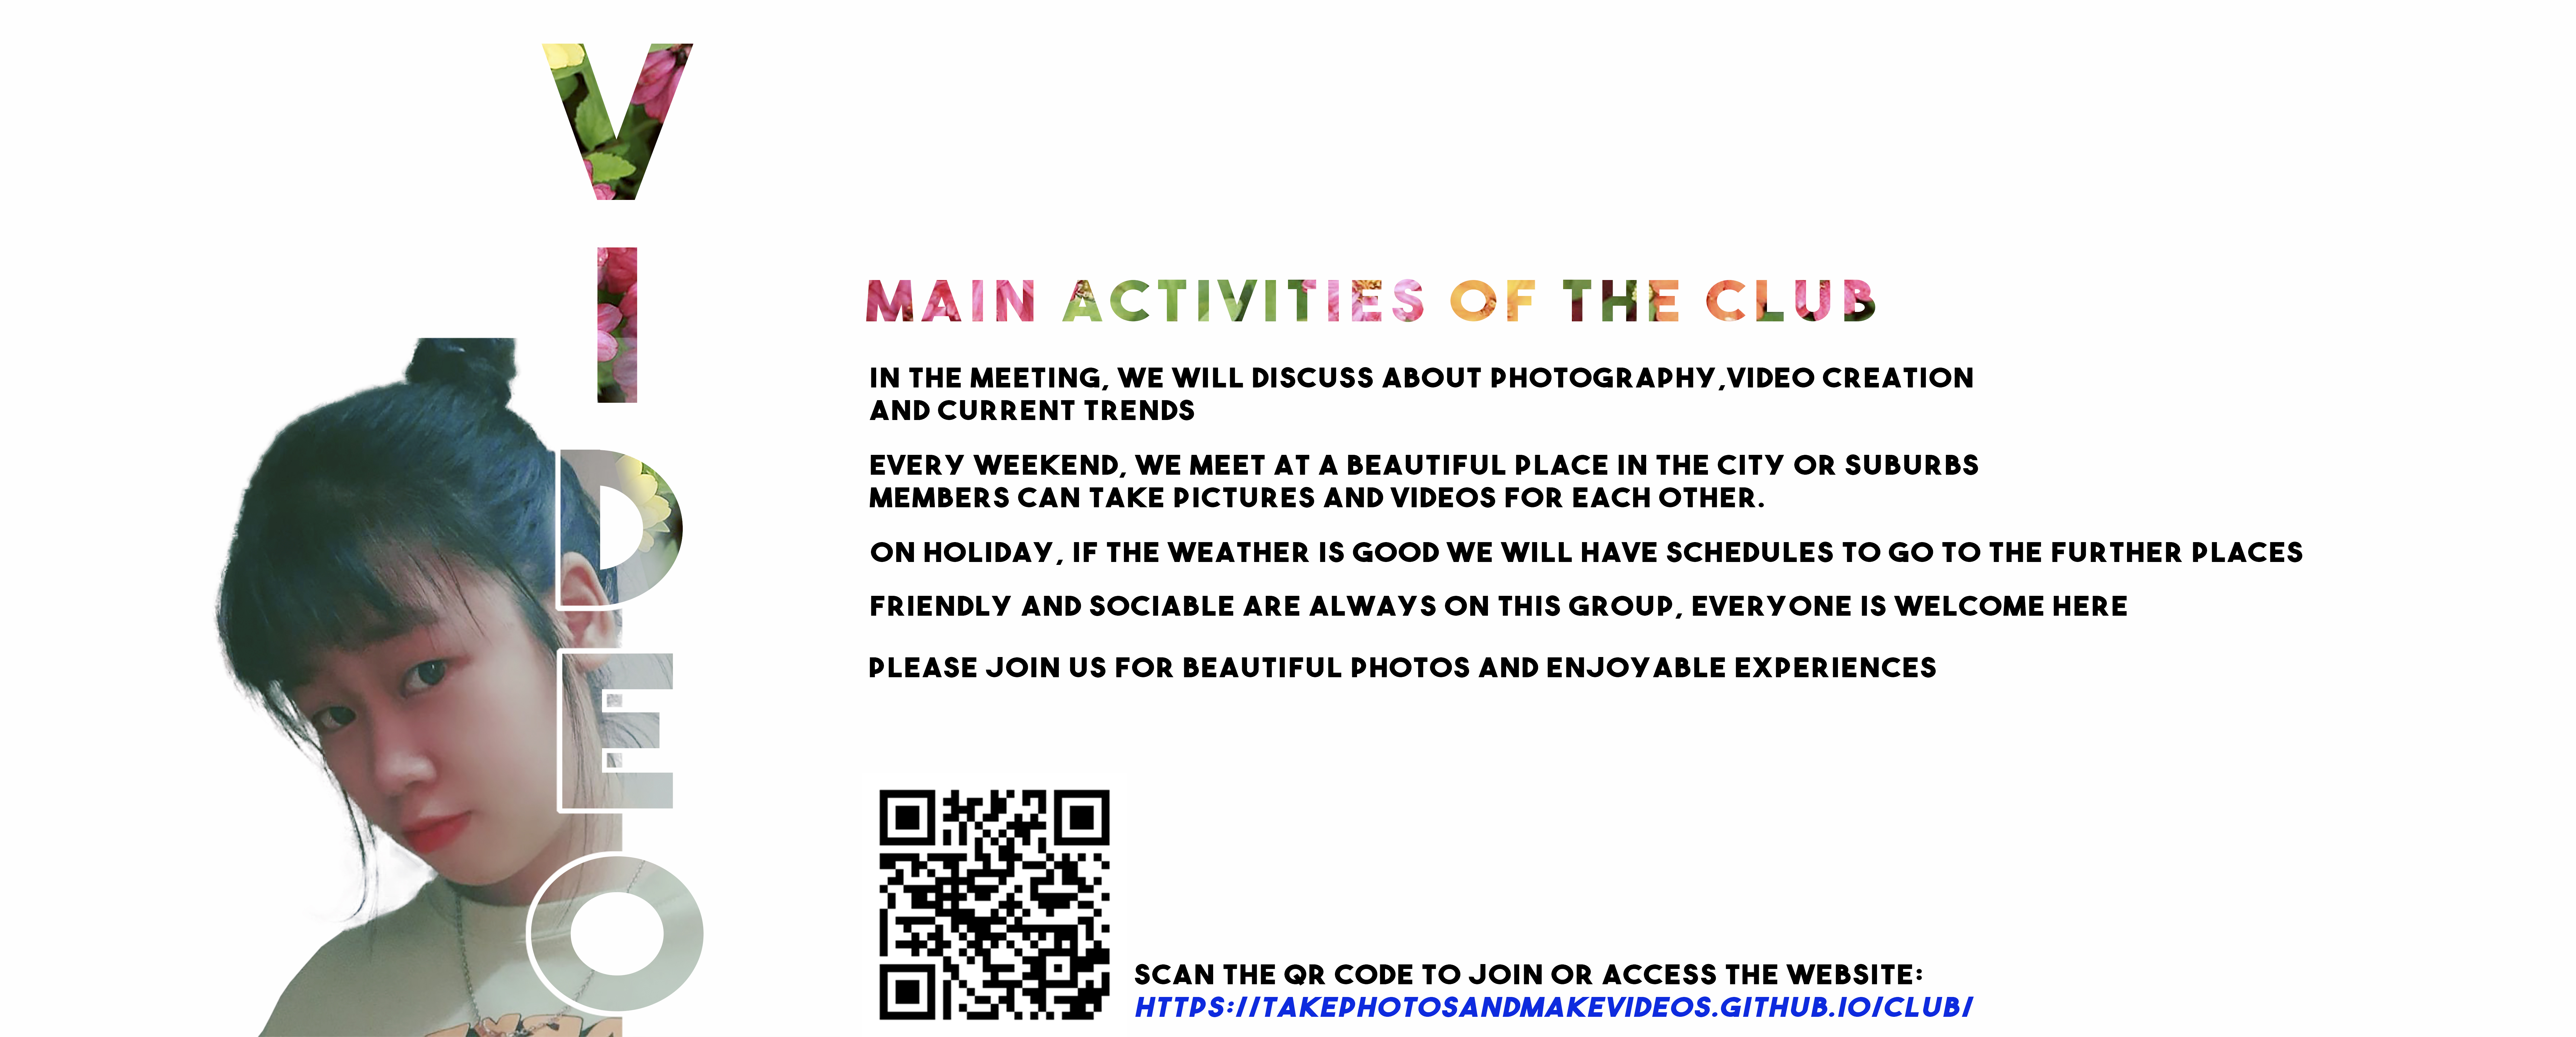 VIDEO
MAIN ACTIVITIES OF THE CLUB
IN THE MEETING, WE WILL DISCUSS ABOUT PHOTOGRAPHY,VIDEO CREATION
AND CURRENT TRENDS
EVERY WEEKEND, WE MEET AT A BEAUTIFUL PLACE IN THE CITY OR SUBURBS
MEMBERS CAN TAKE PICTURES AND VIDEOS FOR EACH OTHER.
ON HOLIDAY, IF THE WEATHER IS GOOD WE WILL HAVE SCHEDULES TO GO TO THE FURTHER PLACES
FRIENDLY AND SOCIABLE ARE ALWAYS ON THIS GROUP, EVERYONE IS WELCOME HERE
PLEASE JOIN US FOR BEAUTIFUL PHOTOS AND ENJOYABLE EXPERIENCES
SCAN THE QR CODE TO JOIN OR ACCESS THE WEBSITE:
HTTPS://TAKEPHOTOSANDMAKEVIDEOS.GITHUB.IO/CLUB/